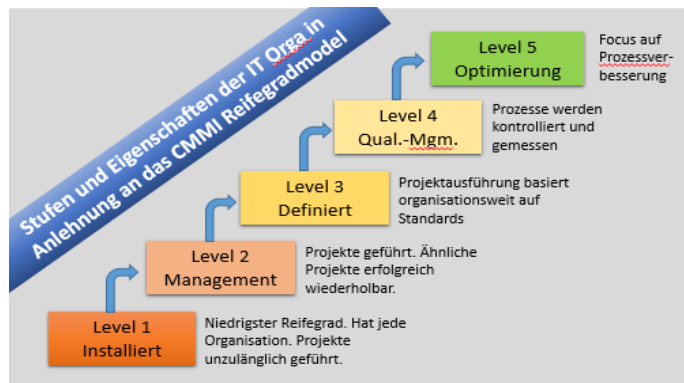 Stufen und Eigenschaften der IT Orga in
Anlehnung an das CMMI Reifegradmodel
Level 5
Optimierung
Focus auf
Prozessver-
besserung
Level 4
Qual.-Mgm.
Prozesse werden
kontrolliert und
gemessen
Level 3
Definiert
Projektausführung basiert
organisationsweit auf
Standards
Level 2
Management
Projekte geführt. Ähnliche
Projekte erfolgreich
wiederholbar.
Level 1
Installiert
Niedrigster Reifegrad. Hat jede
Organisation. Projekte
unzulänglich geführt.